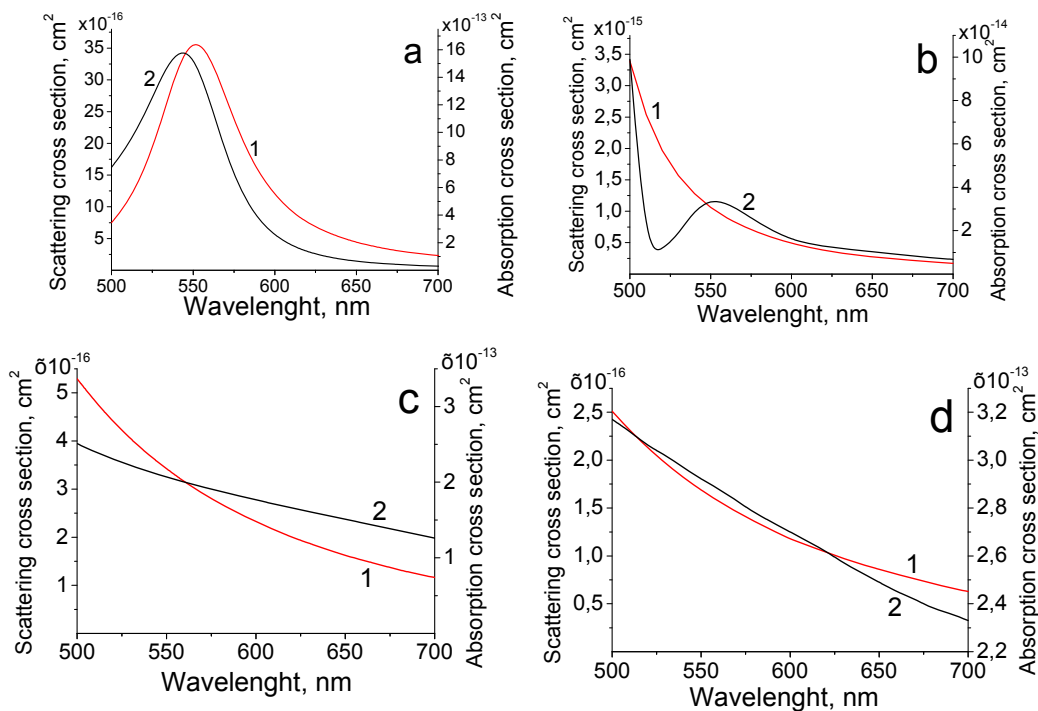 x10⁻¹⁶
x10⁻¹³
a
35
30
25
20
15
10
5
16
14
12
10
8
6
4
2
2
1
Scattering cross section, cm²
Absorption cross section, cm²
500 550 600 650 700
Wavelenght, nm
x10⁻¹⁵
x10⁻¹⁴
b
3,5
3,0
2,5
2,0
1,5
1,0
0,5
10
8
6
4
2
1
2
Scattering cross section, cm²
Absorption cross section, cm²
500 550 600 650 700
Wavelenght, nm
õ10⁻¹⁶
õ10⁻¹³
c
5
4
3
2
1
3
2
1
0
2
1
Scattering cross section, cm²
Absorption cross section, cm²
500 550 600 650 700
Wavelenght, nm
õ10⁻¹⁶
õ10⁻¹³
d
2,5
2,0
1,5
1,0
0,5
3,2
3,0
2,8
2,6
2,4
2,2
1
2
Scattering cross section, cm²
Absorption cross section, cm²
500 550 600 650 700
Wavelenght, nm